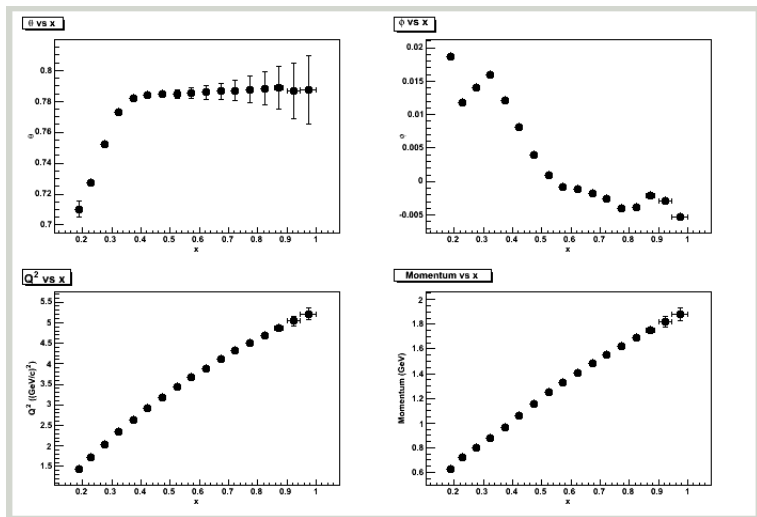 θ vs x
0.8
0.78
0.76
0.74
0.72
0.7
θ
0.2 0.3 0.4 0.5 0.6 0.7 0.8 0.9 1
x
ϕ vs x
0.02
0.015
0.01
0.005
0
-0.005
φ
0.2 0.3 0.4 0.5 0.6 0.7 0.8 0.9 1
x
Q² vs x
5.5
5
4.5
4
3.5
3
2.5
2
1.5
Q² ((GeV/c)²)
0.2 0.3 0.4 0.5 0.6 0.7 0.8 0.9 1
x
Momentum vs x
2
1.8
1.6
1.4
1.2
1
0.8
0.6
Momentum (GeV)
0.2 0.3 0.4 0.5 0.6 0.7 0.8 0.9 1
x